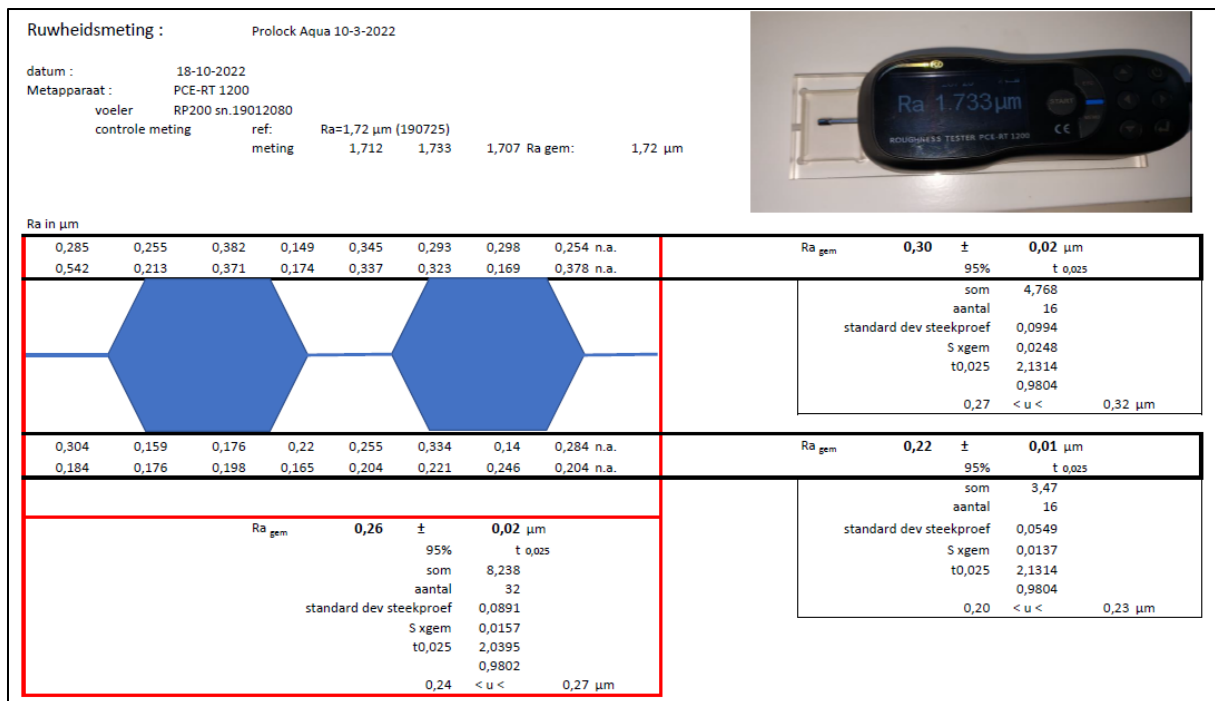 Ruwheidsmeting : Prolock Aqua 10-3-2022
datum : 18-10-2022
Metapparaat : PCE-RT 1200
voeler RP200 sn.19012080
controle meting ref: Ra=1,72 µm (190725)
meting 1,712 1,733 1,707 Ra gem: 1,72 µm
Ra 1.733µm
START
ROUGHNESS TESTER PCE-RT 1200
CE
Ra in µm
0,285 0,255 0,382 0,149 0,345 0,293 0,298 0,254 n.a.
0,542 0,213 0,371 0,174 0,337 0,323 0,169 0,378 n.a.
Ra gem 0,30 ± 0,02 µm
95% t 0,025
som 4,768
aantal 16
standard dev steekproef 0,0994
S xgem 0,0248
t0,025 2,1314
0,9804
0,27 < u < 0,32 µm
0,304 0,159 0,176 0,22 0,255 0,334 0,14 0,284 n.a.
0,184 0,176 0,198 0,165 0,204 0,221 0,246 0,204 n.a.
Ra gem 0,22 ± 0,01 µm
95% t 0,025
som 3,47
aantal 16
standard dev steekproef 0,0549
S xgem 0,0137
t0,025 2,1314
0,9804
0,20 < u < 0,23 µm
Ra gem 0,26 ± 0,02 µm
95% t 0,025
som 8,238
aantal 32
standard dev steekproef 0,0891
S xgem 0,0157
t0,025 2,0395
0,9802
0,24 < u < 0,27 µm